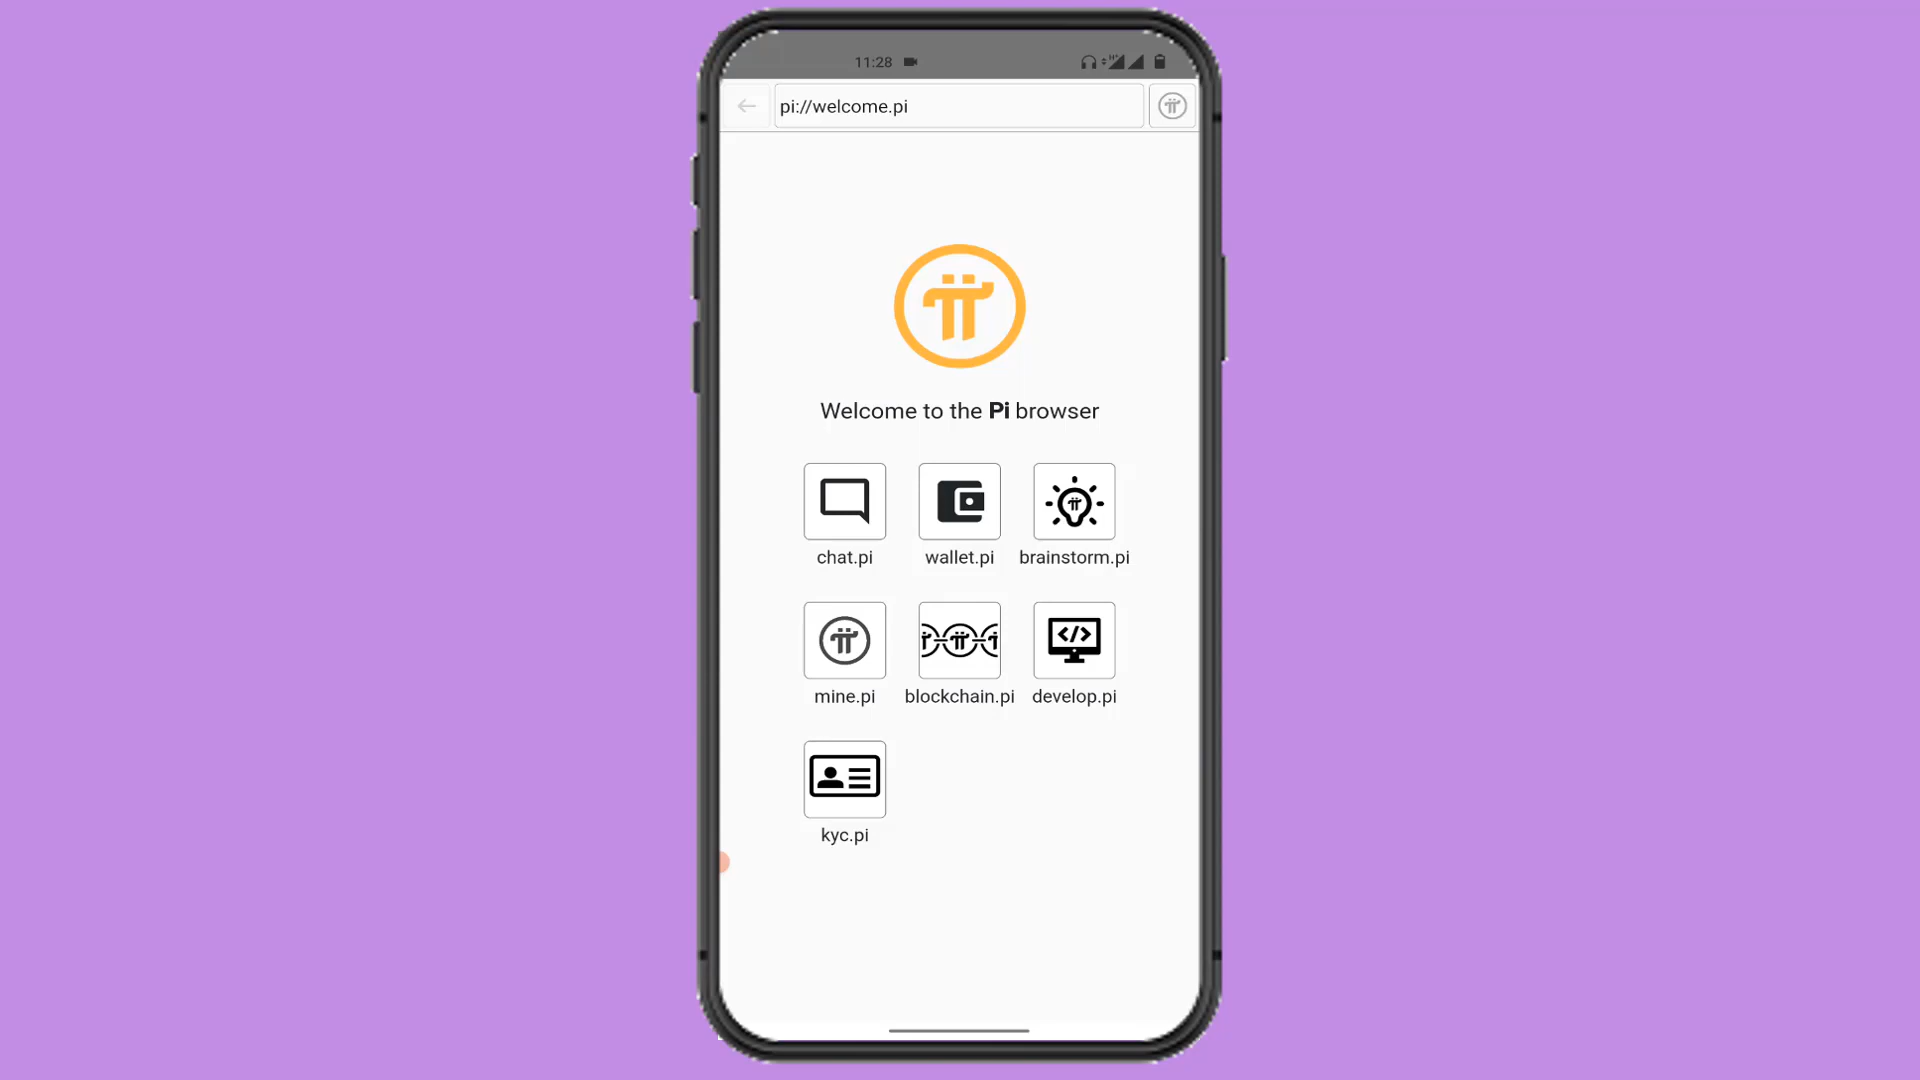 11:28
pi://welcome.pi
Welcome to the Pi browser
chat.pi wallet.pi brainstorm.pi
mine.pi blockchain.pi develop.pi
kyc.pi